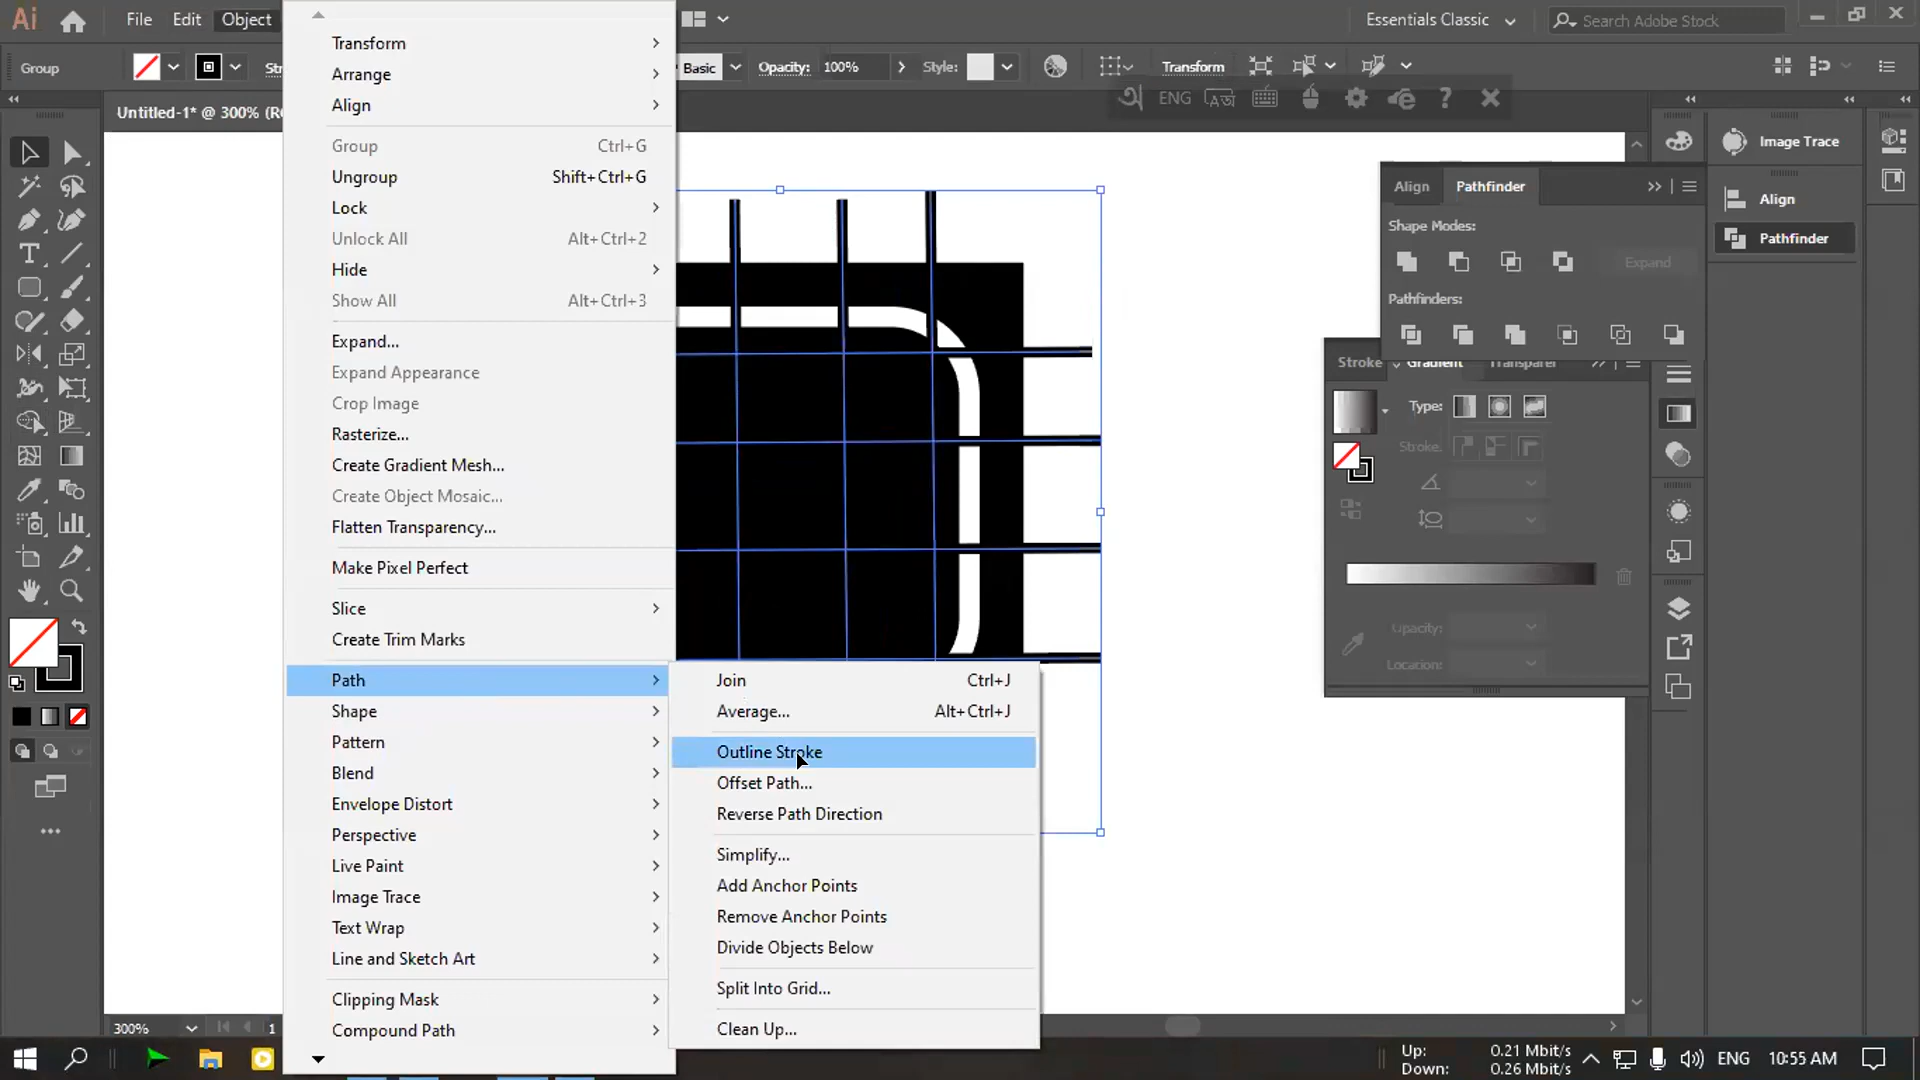 Ai File Edit Object Essentials Classic Search Adobe Stock
Group Basic Opacity: 100% Style: Transform
Untitled-1* @ 300% ENG
Transform
Arrange
Align
Group Ctrl+G
Ungroup Shift+Ctrl+G
Lock
Unlock All Alt+Ctrl+2
Hide
Show All Alt+Ctrl+3
Expand...
Expand Appearance
Crop Image
Rasterize...
Create Gradient Mesh...
Create Object Mosaic...
Flatten Transparency...
Make Pixel Perfect
Slice
Create Trim Marks
Path
Shape
Pattern
Blend
Envelope Distort
Perspective
Live Paint
Image Trace
Text Wrap
Line and Sketch Art
Clipping Mask
Compound Path
Join Ctrl+J
Average... Alt+Ctrl+J
Outline Stroke
Offset Path...
Reverse Path Direction
Simplify...
Add Anchor Points
Remove Anchor Points
Divide Objects Below
Split Into Grid...
Clean Up...
Align Pathfinder
Shape Modes:
Expand
Pathfinders:
Stroke Gradient
Type:
Stroke:
Opacity:
Location:
Image Trace
Align
Pathfinder
300% 1
Up: 0.21 Mbit/s
Down: 0.26 Mbit/s
ENG 10:55 AM